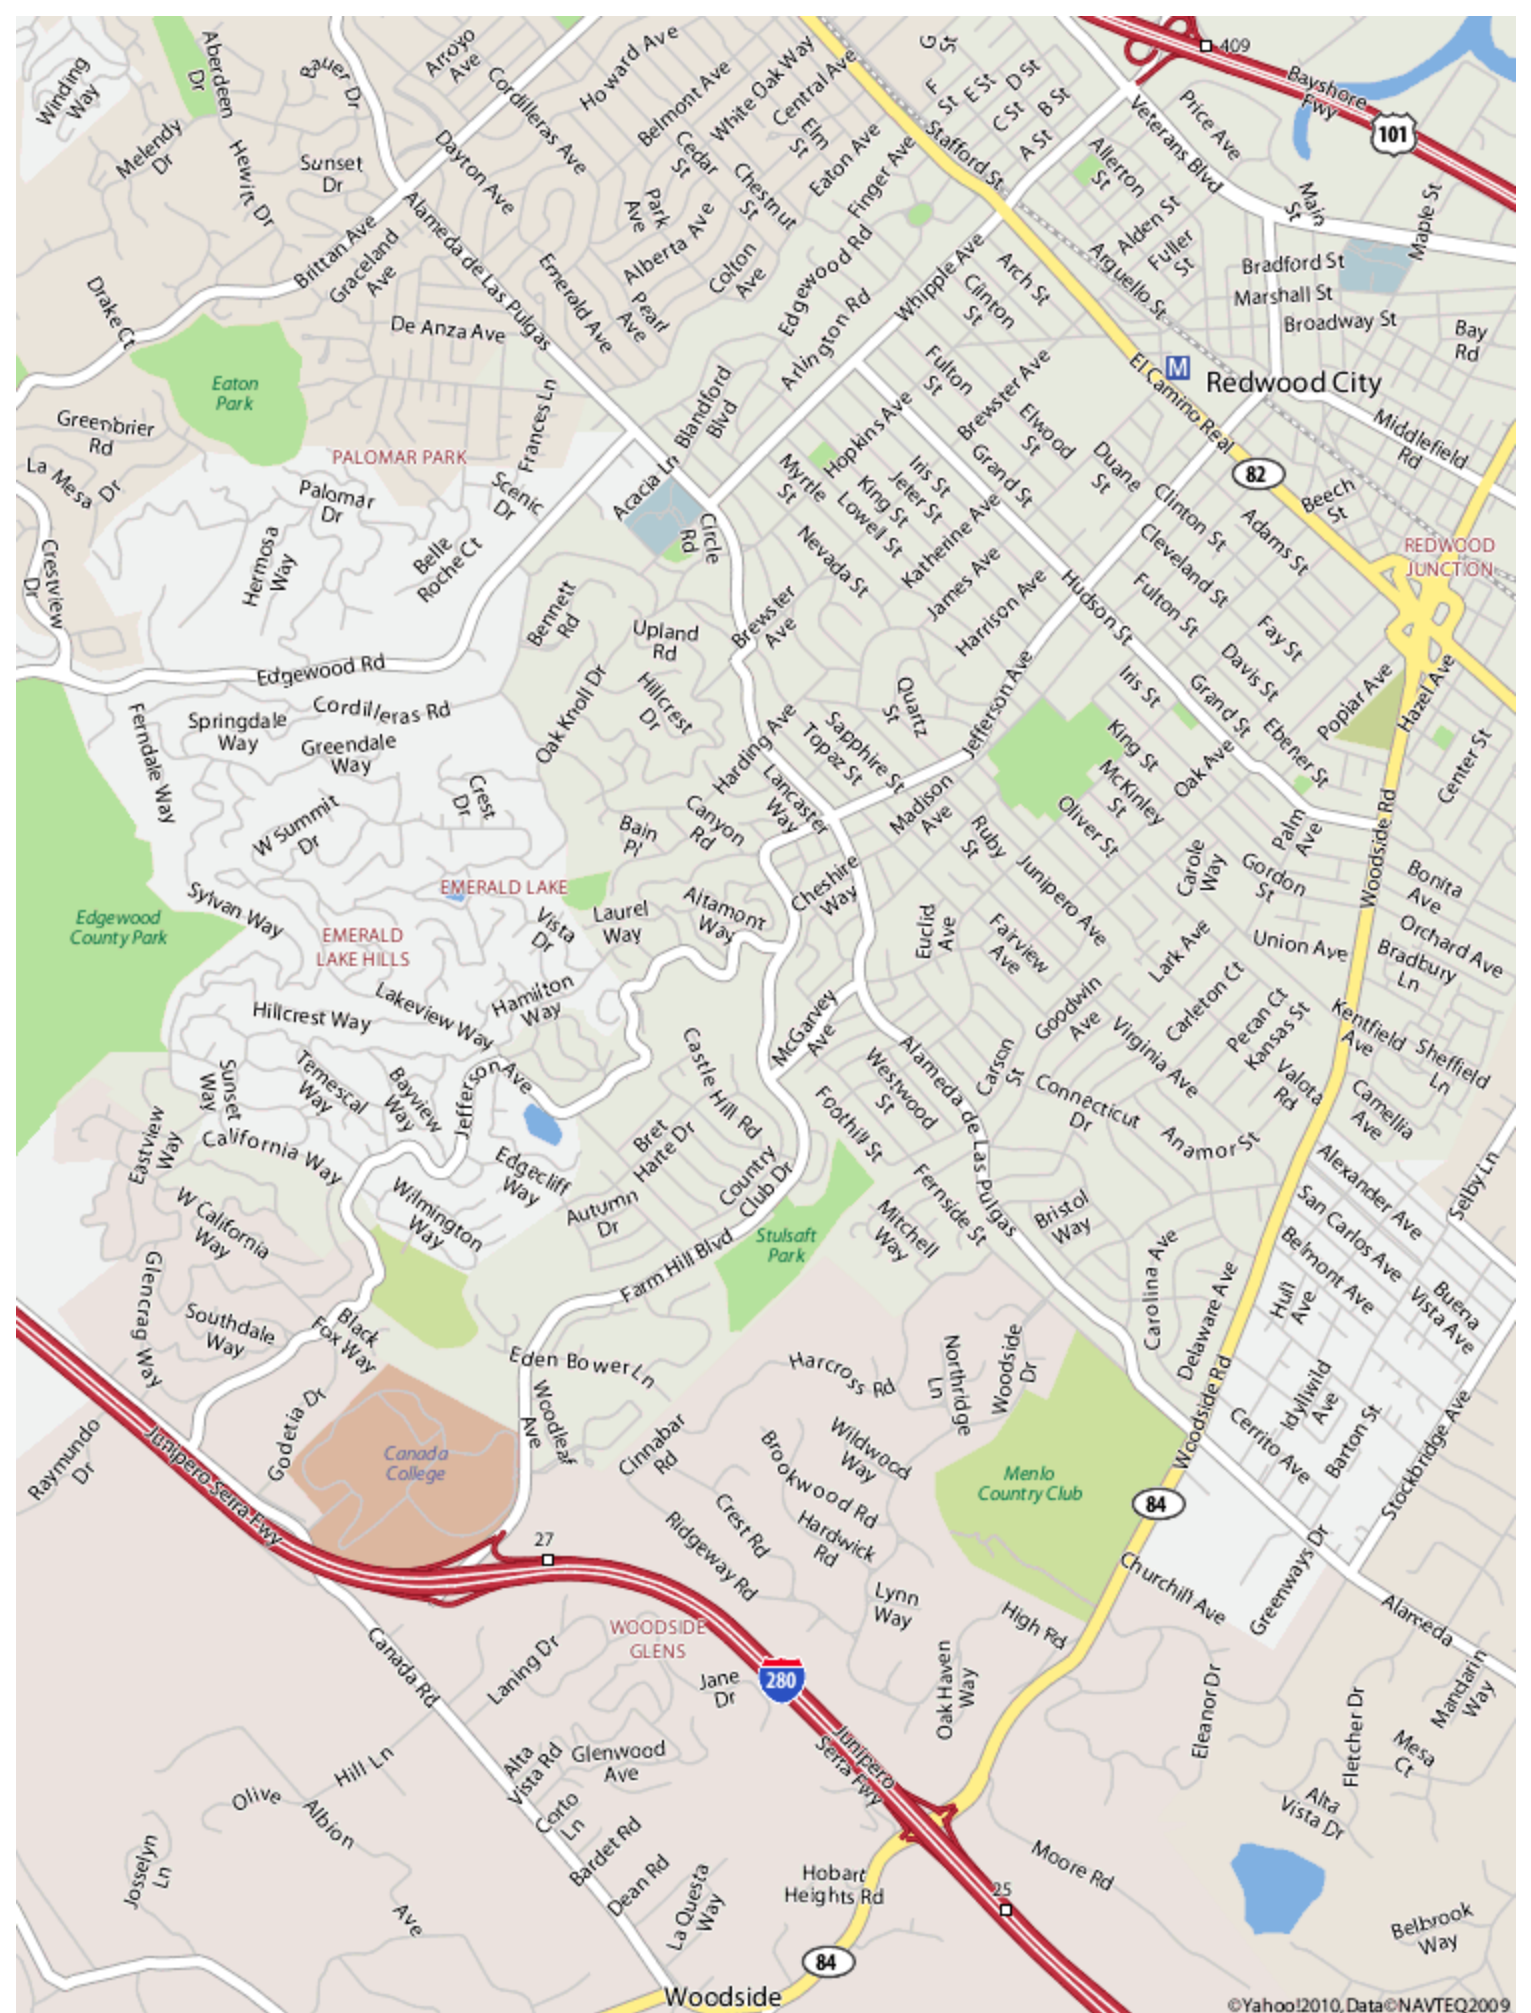 Winding
Way
Aberdeen
Dr
Bauer Dr
Arroyo
Ave
Cordilleras Ave
Howard Ave
Belmont Ave
White Oak Way
Central Ave
G
St
F
St
E St
D St
C St
B St
A St
409
Bayshore
Fwy
101
Price Ave
Veterans Blvd
Melendy
Dr
Hewitt Dr
Sunset
Dr
Dayton Ave
Cedar
St
Elm
St
Chestnut
St
Eaton Ave
Finger Ave
Stafford St
Allerton
St
Alden St
Fuller
St
Main
St
Maple St
Brittan Ave
Graceland
Ave
Alameda de Las Pulgas
Park
Ave
Alberta Ave
Colton
Ave
Emerald Ave
Pearl
Ave
Edgewood Rd
Arlington Rd
Whipple Ave
Arch St
Clinton
St
Arguello St
Bradford St
Marshall St
Broadway St
Bay
Rd
Drake Ct
De Anza Ave
Eaton
Park
Greenbrier
Rd
La Mesa Dr
PALOMAR PARK
Frances Ln
Blandford
Blvd
Fulton
St
Brewster Ave
Elwood
St
El Camino Real
M
Redwood City
Middlefield
Rd
82
Palomar
Dr
Scenic
Dr
Acacia Ln
Circle
Rd
Myrtle
St
Hopkins Ave
Iris St
Jeter St
King St
Lowell St
Grand St
Duane
St
Clinton St
Adams St
Beech
St
REDWOOD
JUNCTION
Crestview
Dr
Hermosa
Way
Belle
Roche Ct
Nevada St
Katherine Ave
James Ave
Harrison Ave
Hudson St
Cleveland St
Fulton St
Fay St
Davis St
Bennett
Rd
Upland
Rd
Brewster
Ave
Edgewood Rd
Cordilleras Rd
Springdale
Way
Greendale
Way
Ferndale Way
Oak Knoll Dr
Hillcrest
Dr
Harding Ave
Quartz
St
Sapphire St
Topaz St
Jefferson Ave
Iris St
Grand St
Ebener St
Poplar Ave
Hazel Ave
Center St
W Summit
Dr
Crest
Dr
Lancaster
Way
Canyon
Rd
Bain
Pl
Madison
Ave
King St
McKinley
St
Oak Ave
Oliver St
Ruby
St
Palm
Ave
Woodside Rd
Carole
Way
Gordon
St
Bonita
Ave
Edgewood
County Park
Sylvan Way
EMERALD LAKE
EMERALD
LAKE HILLS
Vista
Dr
Laurel
Way
Altamont
Way
Cheshire
Way
Euclid
Ave
Fairview
Ave
Junipero Ave
Lark Ave
Union Ave
Orchard Ave
Bradbury
Ln
Hillcrest Way
Lakeview Way
Hamilton
Way
McGarvey
Ave
Goodwin
Ave
Carleton Ct
Pecan Ct
Kansas St
Kentfield
Ave
Sheffield
Ln
Virginia Ave
Valota
Rd
Camellia
Ave
Sunset
Way
Temescal
Way
Bayview
Way
Jefferson Ave
Castle Hill Rd
Westwood
St
Alameda de Las Pulgas
Carson
St
Connecticut
Dr
Anamor St
Eastview
Way
California Way
Edgecliff
Way
Bret
Harte Dr
Country
Club Dr
Foothill St
Fernside St
Alexander Ave
Selby Ln
W California
Way
Wilmington
Way
Autumn
Dr
Stulsaft
Park
Mitchell
Way
Bristol
Way
San Carlos Ave
Belmont Ave
Buena
Vista Ave
Glencrag Way
Southdale
Way
Black
Fox Way
Farm Hill Blvd
Carolina Ave
Delaware Ave
Hull
Ave
Eden Bower Ln
Harcross Rd
Northridge
Ln
Woodside
Dr
Idyllwild
Ave
Woodside Rd
Cerrito Ave
Barton St
Stockbridge Ave
Raymundo
Dr
Godetia Dr
Canada
College
Woodleaf
Ave
Cinnabar
Rd
Wildwood
Way
Brookwood Rd
Menlo
Country Club
84
Junipero Serra Fwy
27
Ridgeway Rd
Crest Rd
Hardwick
Rd
Lynn
Way
High Rd
Churchill Ave
Greenways Dr
Alameda
Canada Rd
WOODSIDE
GLENS
Laning Dr
Jane
Dr
280
Oak Haven
Way
Eleanor Dr
Fletcher Dr
Mandarin
Way
Mesa
Ct
Junipero
Serra Fwy
Alta
Vista Rd
Glenwood
Ave
Hill Ln
Olive
Albion
Ave
Corto
Ln
Alta
Vista Dr
Josselyn
Ln
Bardet Rd
Dean Rd
La Questa
Way
Hobart
Heights Rd
25
Moore Rd
Belbrook
Way
84
Woodside
©Yahoo!2010, Data©NAVTEQ2009